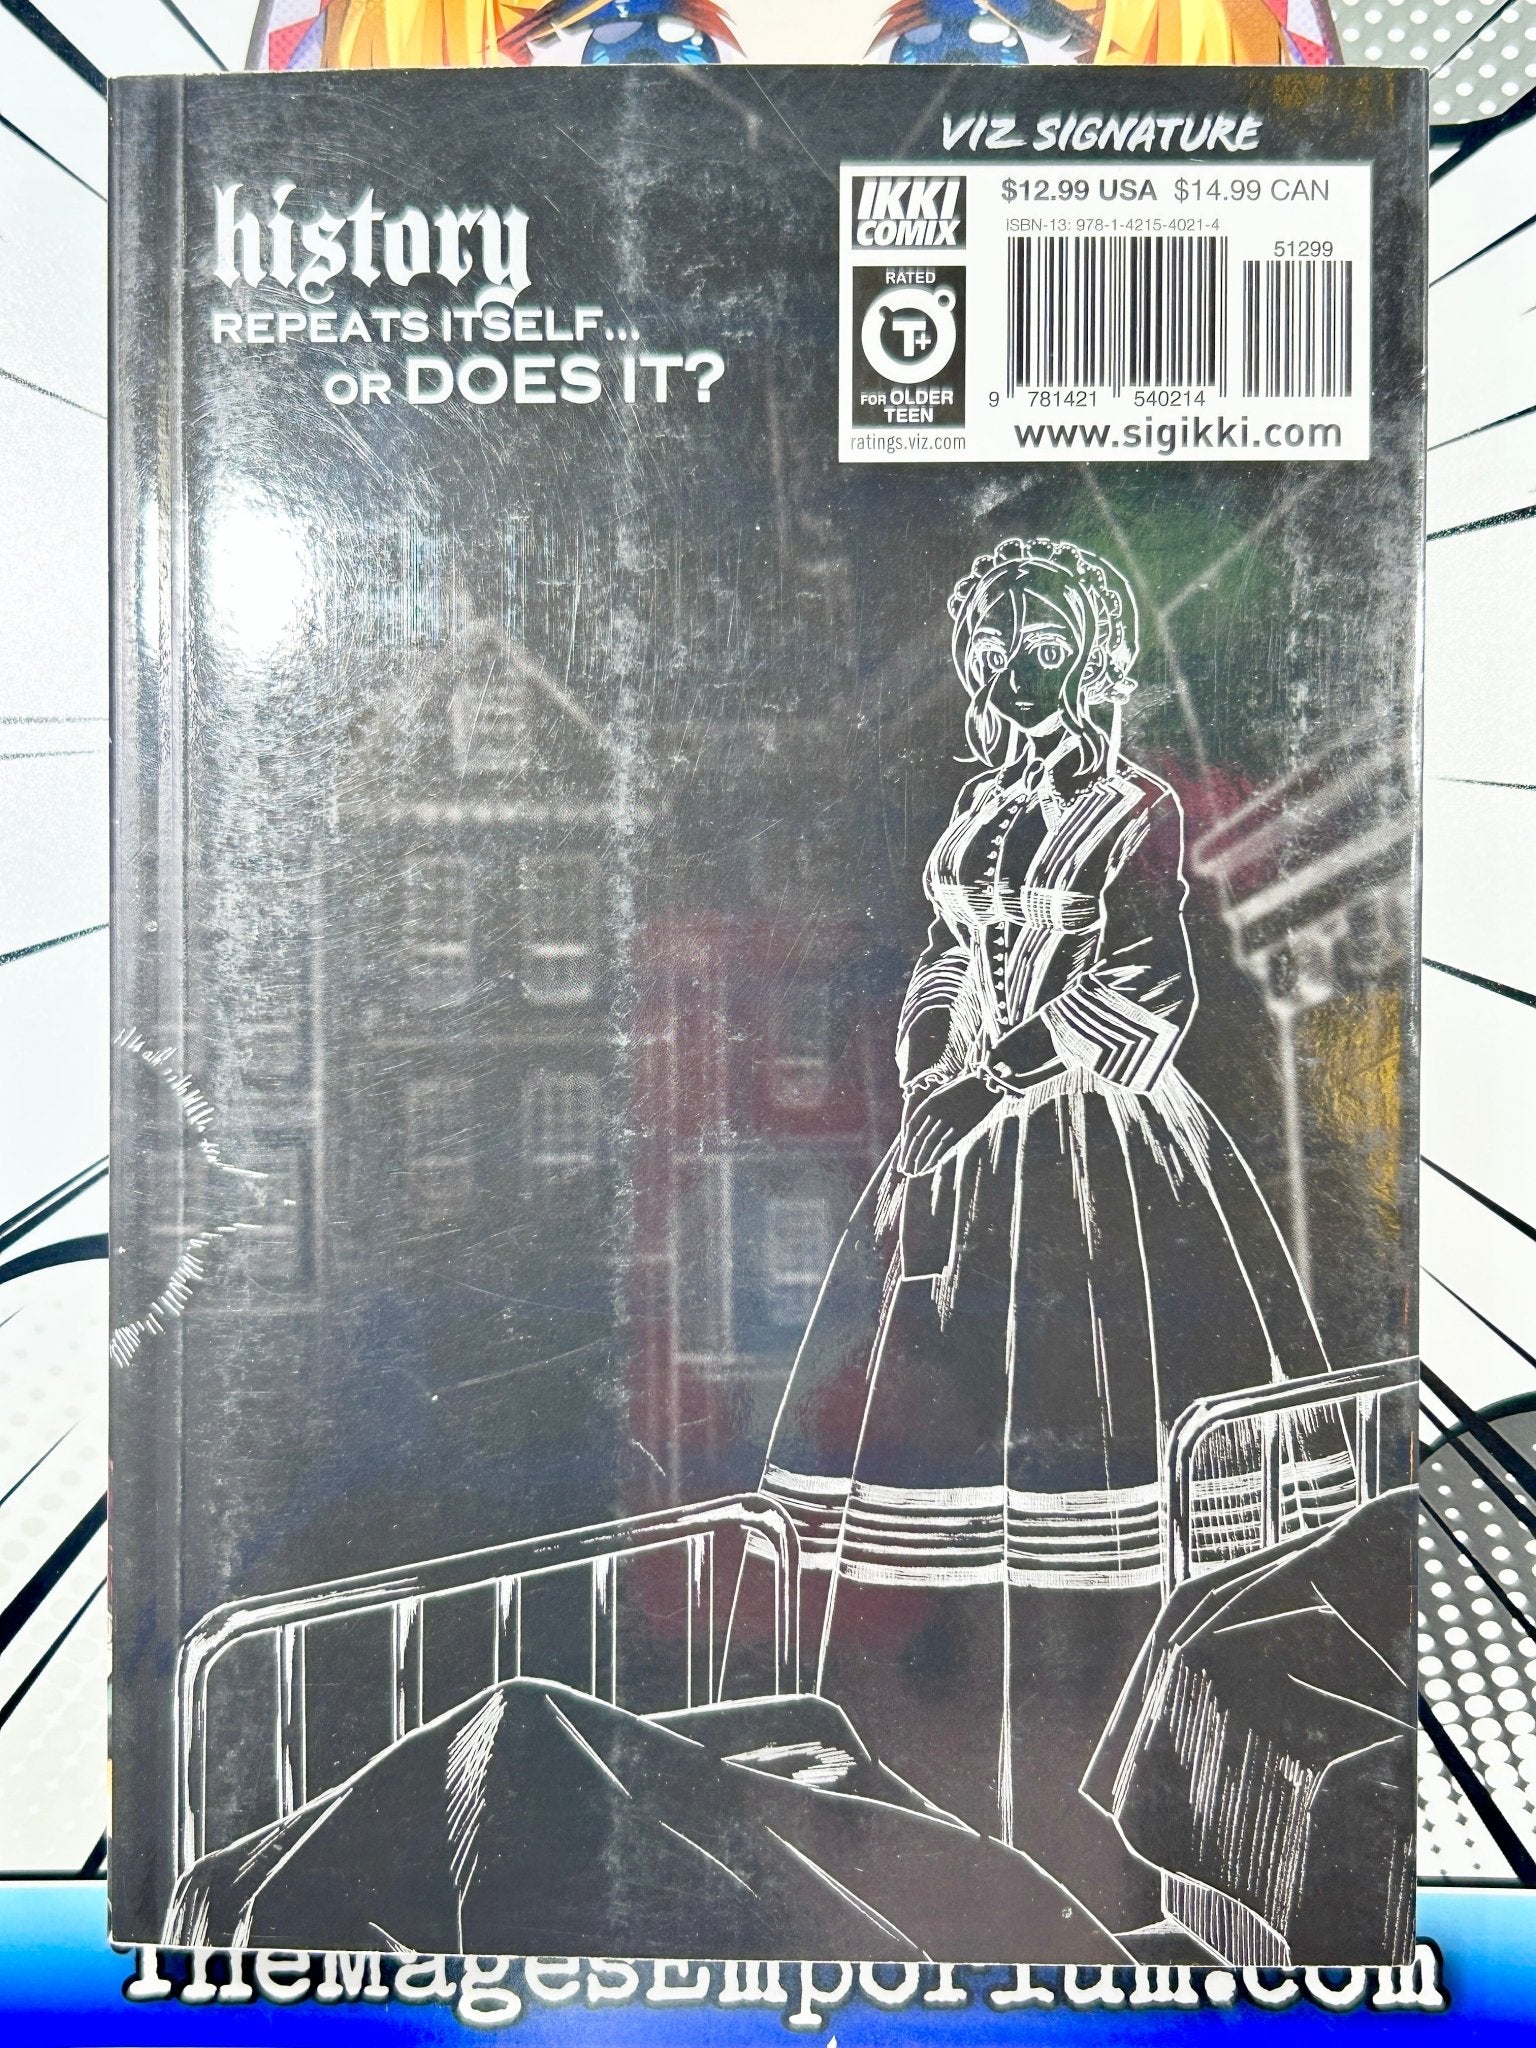 VIZ SIGNATURE
history
REPEATS ITSELF...
OR DOES IT?
IKKI
COMIX
$12.99 USA $14.99 CAN
ISBN-13: 978-1-4215-4021-4
51299
RATED
T+
FOR OLDER
TEEN
ratings.viz.com
9 781421 540214
www.sigikki.com
TheMagesEmporium.com